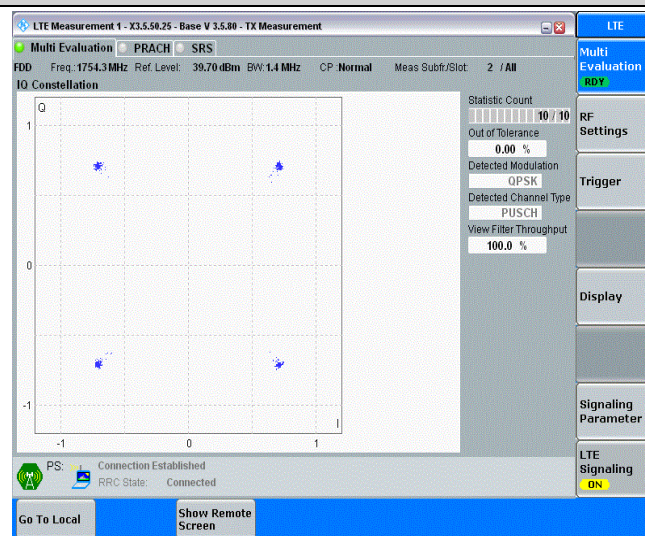 LTE Measurement 1 - X3.5.50.25 - Base V 3.5.80 - TX Measurement
LTE
Multi Evaluation PRACH SRS
FDD Freq.: 1754.3 MHz Ref. Level: 39.70 dBm BW: 1.4 MHz CP :Normal Meas Subfr./Slot: 2 / All
IQ Constellation
Q
1
0
-1
-1 0 1
I
Statistic Count
10 / 10
Out of Tolerance
0.00 %
Detected Modulation
QPSK
Detected Channel Type
PUSCH
View Filter Throughput
100.0 %
PS: Connection Established
RRC State: Connected
Multi
Evaluation
RDY
RF
Settings
Trigger
Display
Signaling
Parameter
LTE
Signaling
ON
Go To Local
Show Remote
Screen